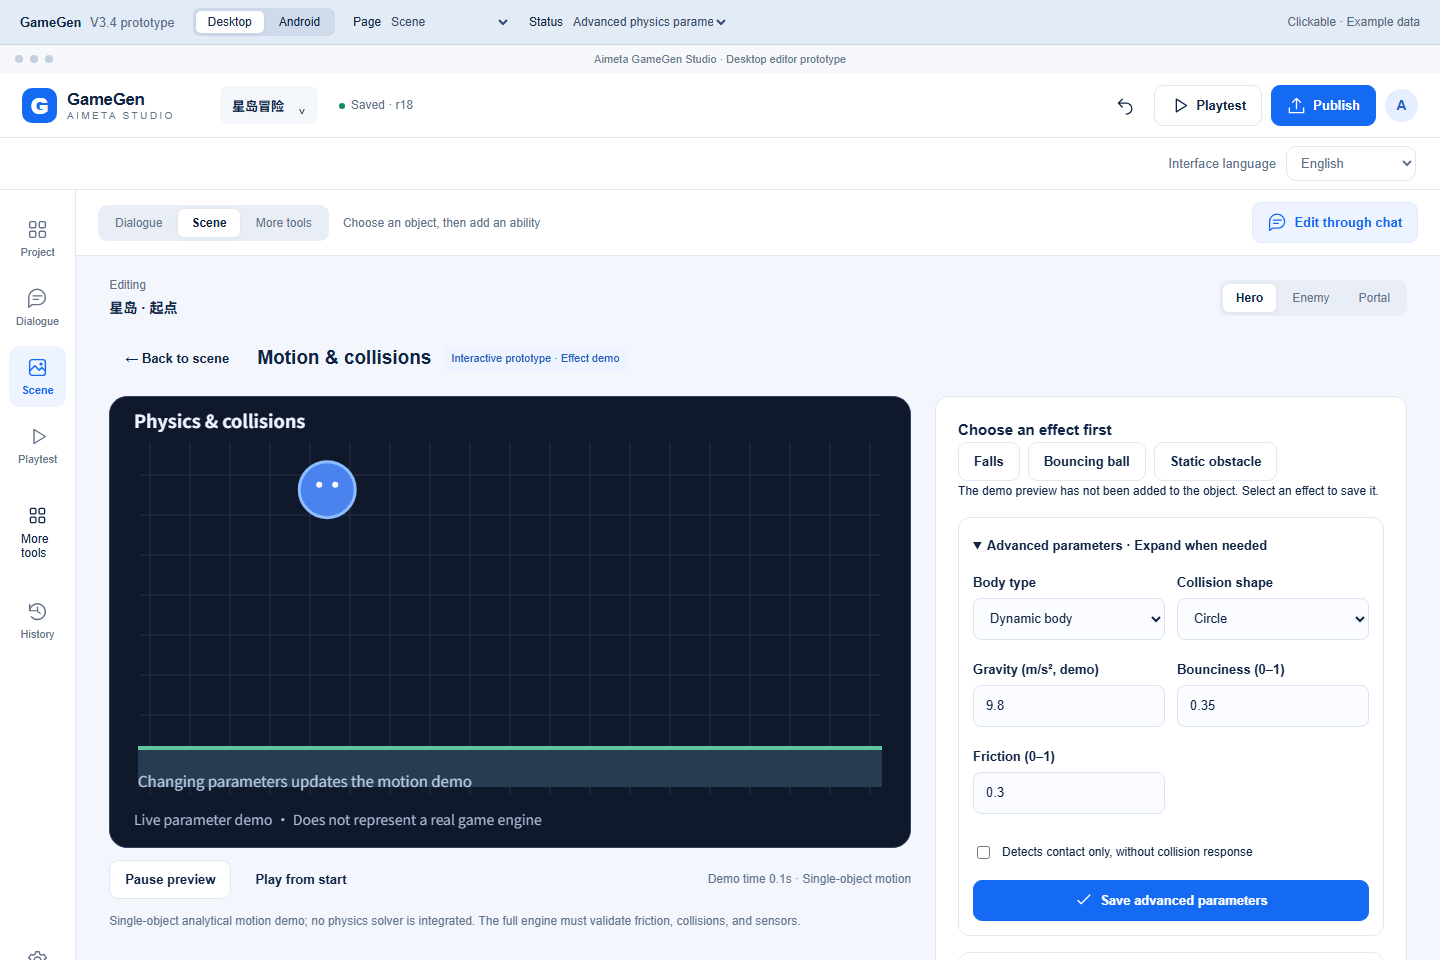 GameGen V3.4 prototype Desktop Android Page Scene Status Advanced physics parame Clickable · Example data
Aimeta GameGen Studio · Desktop editor prototype
G GameGen
AIMETA STUDIO
星岛冒险
Saved · r18
Playtest
Publish
A
Interface language English
Project
Dialogue
Scene
Playtest
More
tools
History
Dialogue Scene More tools Choose an object, then add an ability
Edit through chat
Editing
星岛 · 起点
Hero Enemy Portal
← Back to scene Motion & collisions Interactive prototype · Effect demo
Physics & collisions
Changing parameters updates the motion demo
Live parameter demo • Does not represent a real game engine
Pause preview Play from start Demo time 0.1s · Single-object motion
Single-object analytical motion demo; no physics solver is integrated. The full engine must validate friction, collisions, and sensors.
Choose an effect first
Falls Bouncing ball Static obstacle
The demo preview has not been added to the object. Select an effect to save it.
▼ Advanced parameters · Expand when needed
Body type Collision shape
Dynamic body Circle
Gravity (m/s², demo) Bounciness (0–1)
9.8 0.35
Friction (0–1)
0.3
Detects contact only, without collision response
Save advanced parameters